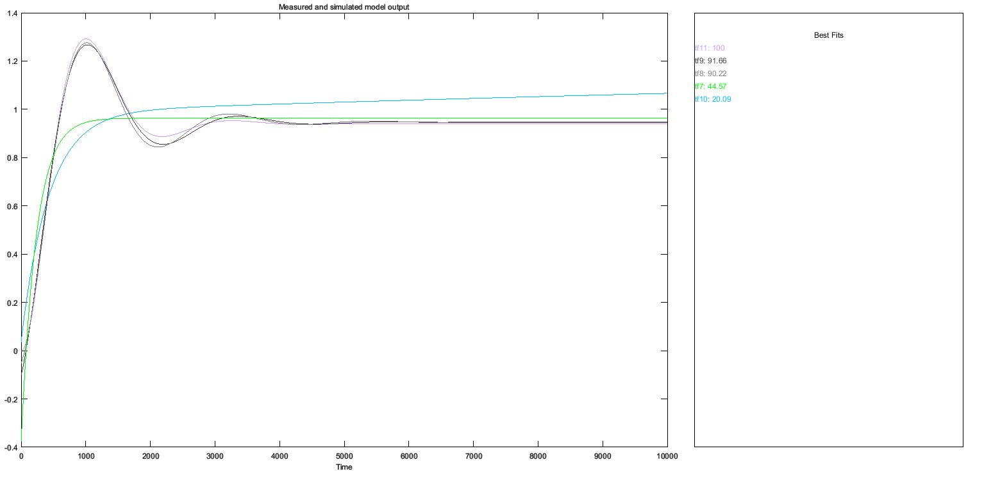 Measured and simulated model output
1.4
1.2
1
0.8
0.6
0.4
0.2
0
-0.2
-0.4
0 1000 2000 3000 4000 5000 6000 7000 8000 9000 10000
Time
Best Fits
tf11: 100
tf9: 91.66
tf8: 90.22
tf7: 44.57
tf10: 20.09